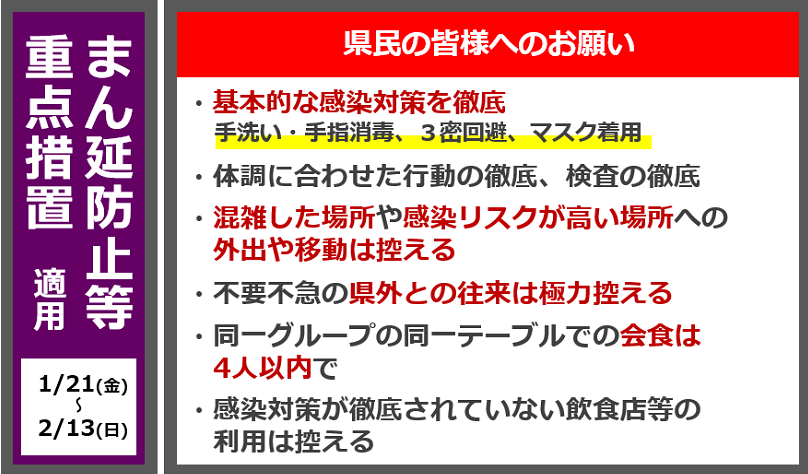 まん延防止等
重点措置 適用
1/21(金)
～
2/13(日)
県民の皆様へのお願い
・基本的な感染対策を徹底
手洗い・手指消毒、３密回避、マスク着用
・体調に合わせた行動の徹底、検査の徹底
・混雑した場所や感染リスクが高い場所への
外出や移動は控える
・不要不急の県外との往来は極力控える
・同一グループの同一テーブルでの会食は
4人以内で
・感染対策が徹底されていない飲食店等の
利用は控える